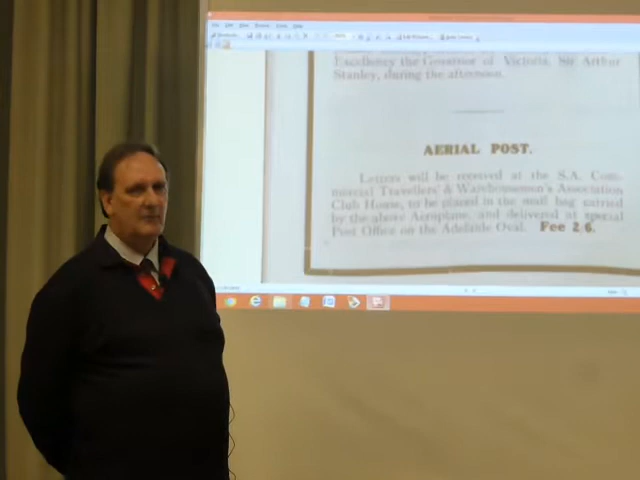 Excellency the Governor of Victoria Sir Arthur
Stanley, during the afternoon.
AERIAL POST.
Letters will be received at the S.A. Com-
mercial Travellers' & Warehousemen's Association
Club House, to be placed in the mail bag carried
by the above Aeroplane, and delivered at special
Post Office on the Adelaide Oval. Fee 2/6.